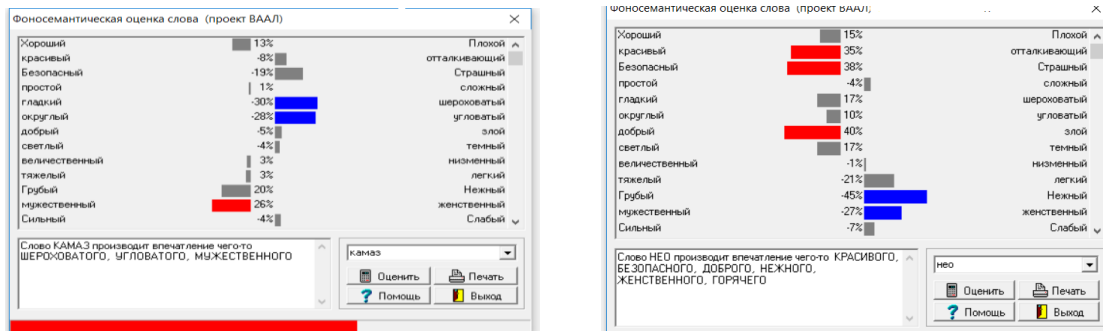 Фоносемантическая оценка слова (проект ВААЛ)
Хороший 13% Плохой
красивый -8% отталкивающий
Безопасный -19% Страшный
простой 1% сложный
гладкий -30% шероховатый
округлый -28% угловатый
добрый -5% злой
светлый -4% темный
величественный 3% низменный
тяжелый 3% легкий
Грубый 20% Нежный
мужественный 26% женственный
Сильный -4% Слабый
Слово КАМАЗ производит впечатление чего-то
ШЕРОХОВАТОГО, УГЛОВАТОГО, МУЖЕСТВЕННОГО
камаз
Оценить Печать
Помощь Выход
Фоносемантическая оценка слова (проект ВААЛ)
Хороший 15% Плохой
красивый 35% отталкивающий
Безопасный 38% Страшный
простой -4% сложный
гладкий 17% шероховатый
округлый 10% угловатый
добрый 40% злой
светлый 17% темный
величественный -1% низменный
тяжелый -21% легкий
Грубый -45% Нежный
мужественный -27% женственный
Сильный -7% Слабый
Слово НЕО производит впечатление чего-то КРАСИВОГО,
БЕЗОПАСНОГО, ДОБРОГО, НЕЖНОГО,
ЖЕНСТВЕННОГО, ГОРЯЧЕГО
нео
Оценить Печать
Помощь Выход